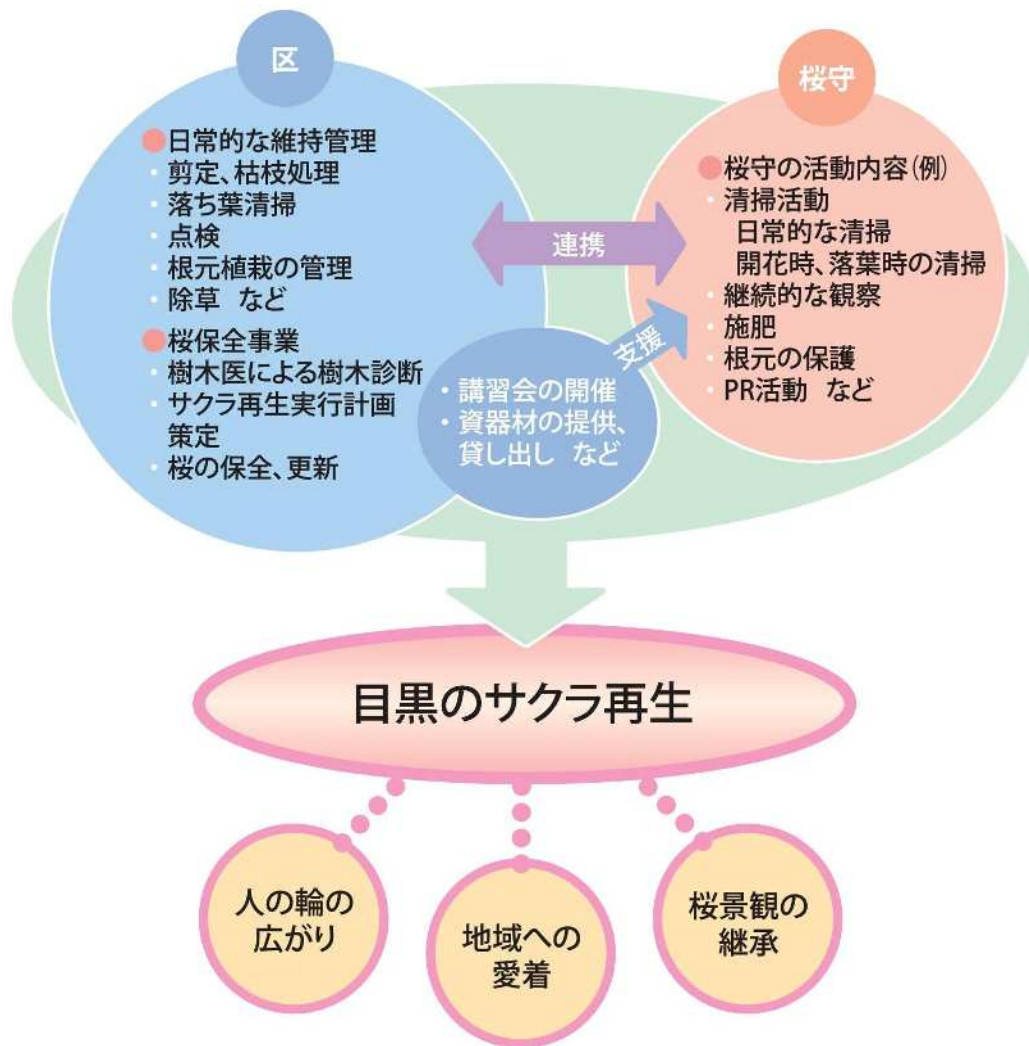 区
●日常的な維持管理
・剪定、枯枝処理
・落ち葉清掃
・点検
・根元植栽の管理
・除草 など
●桜保全事業
・樹木医による樹木診断
・サクラ再生実行計画
策定
・桜の保全、更新
連携
支援
・講習会の開催
・資器材の提供、
貸し出し など
桜守
●桜守の活動内容(例)
・清掃活動
日常的な清掃
開花時、落葉時の清掃
・継続的な観察
・施肥
・根元の保護
・PR活動 など
目黒のサクラ再生
人の輪の
広がり
地域への
愛着
桜景観の
継承